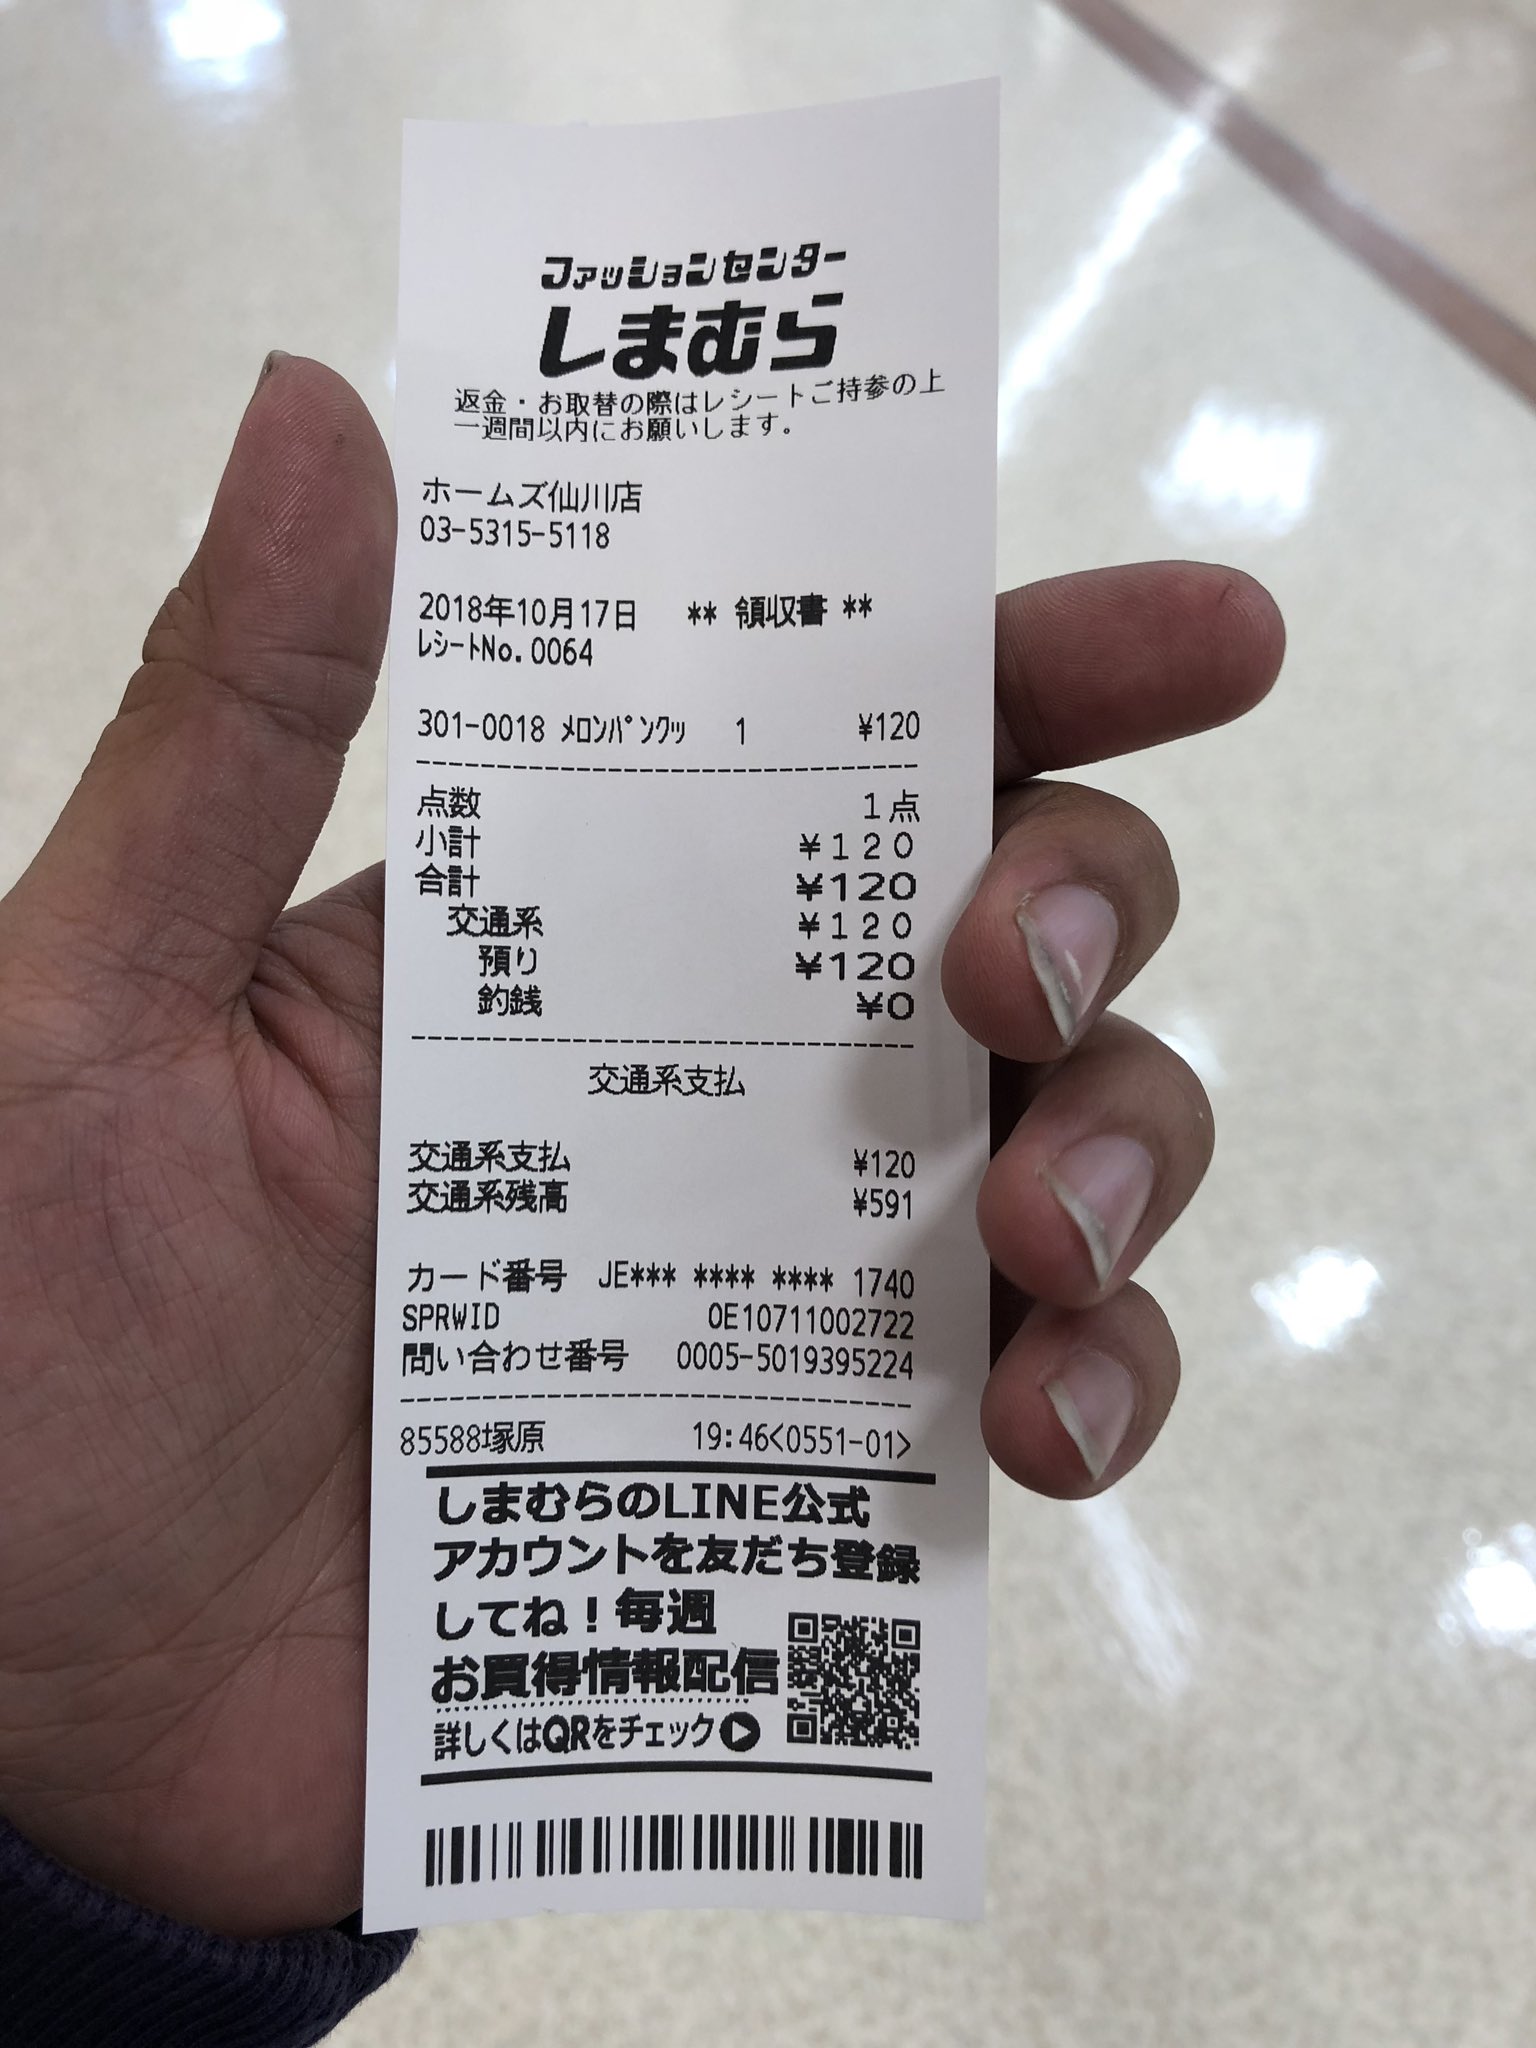 ファッションセンター
しまむら
返金・お取替の際はレシートご持参の上
一週間以内にお願いします。
ホームズ仙川店
03-5315-5118
2018年10月17日 ** 領収書 **
ﾚｼｰﾄNo.0064
301-0018 ﾒﾛﾝﾊﾟﾝｸｯ 1 ¥120
点数 1点
小計 ¥120
合計 ¥120
交通系 ¥120
預り ¥120
釣銭 ¥0
交通系支払
交通系支払 ¥120
交通系残高 ¥591
カード番号 JE*** **** **** 1740
SPRWID 0E10711002722
問い合わせ番号 0005-5019395224
85588塚原 19:46<0551-01>
しまむらのLINE公式
アカウントを友だち登録
してね！毎週
お買得情報配信
詳しくはQRをチェック